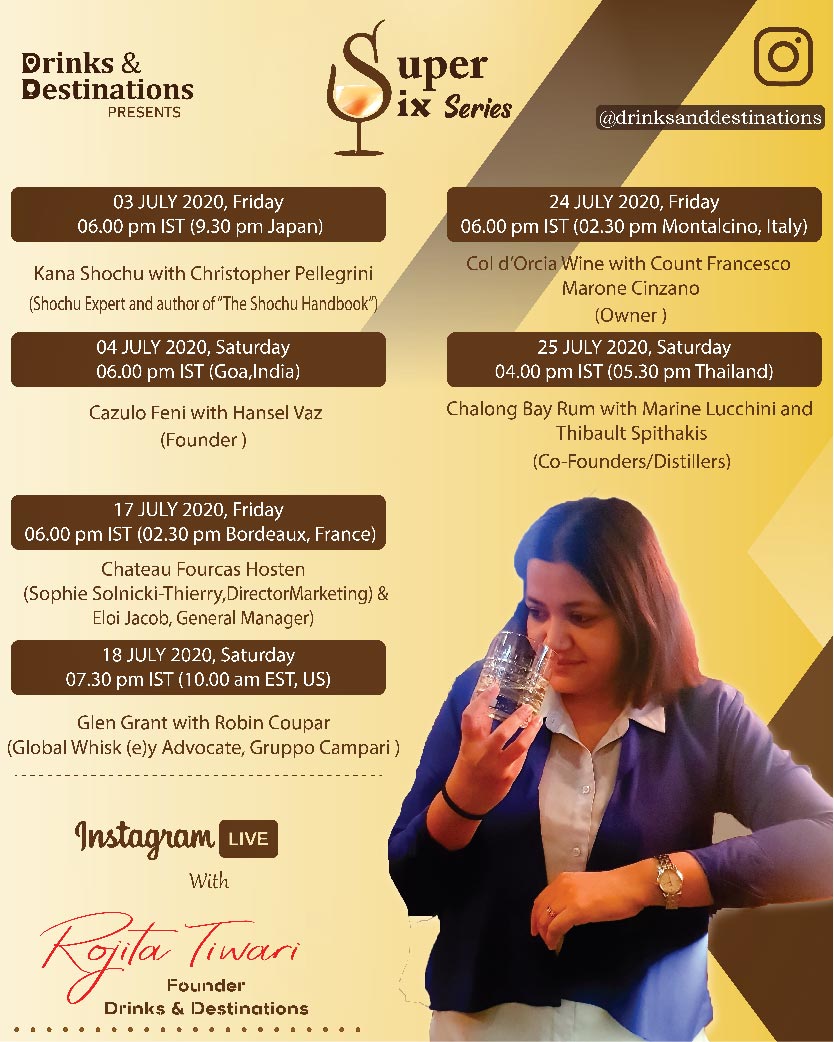 Drinks &
Destinations
PRESENTS
Super
Six Series
@drinksanddestinations
03 JULY 2020, Friday
06.00 pm IST (9.30 pm Japan)
Kana Shochu with Christopher Pellegrini
(Shochu Expert and author of "The Shochu Handbook")
04 JULY 2020, Saturday
06.00 pm IST (Goa,India)
Cazulo Feni with Hansel Vaz
(Founder )
17 JULY 2020, Friday
06.00 pm IST (02.30 pm Bordeaux, France)
Chateau Fourcas Hosten
(Sophie Solnicki-Thierry,DirectorMarketing) &
Eloi Jacob, General Manager)
18 JULY 2020, Saturday
07.30 pm IST (10.00 am EST, US)
Glen Grant with Robin Coupar
(Global Whisk (e)y Advocate, Gruppo Campari )
24 JULY 2020, Friday
06.00 pm IST (02.30 pm Montalcino, Italy)
Col d'Orcia Wine with Count Francesco
Marone Cinzano
(Owner )
25 JULY 2020, Saturday
04.00 pm IST (05.30 pm Thailand)
Chalong Bay Rum with Marine Lucchini and
Thibault Spithakis
(Co-Founders/Distillers)
Instagram LIVE
With
Rojita Tiwari
Founder
Drinks & Destinations